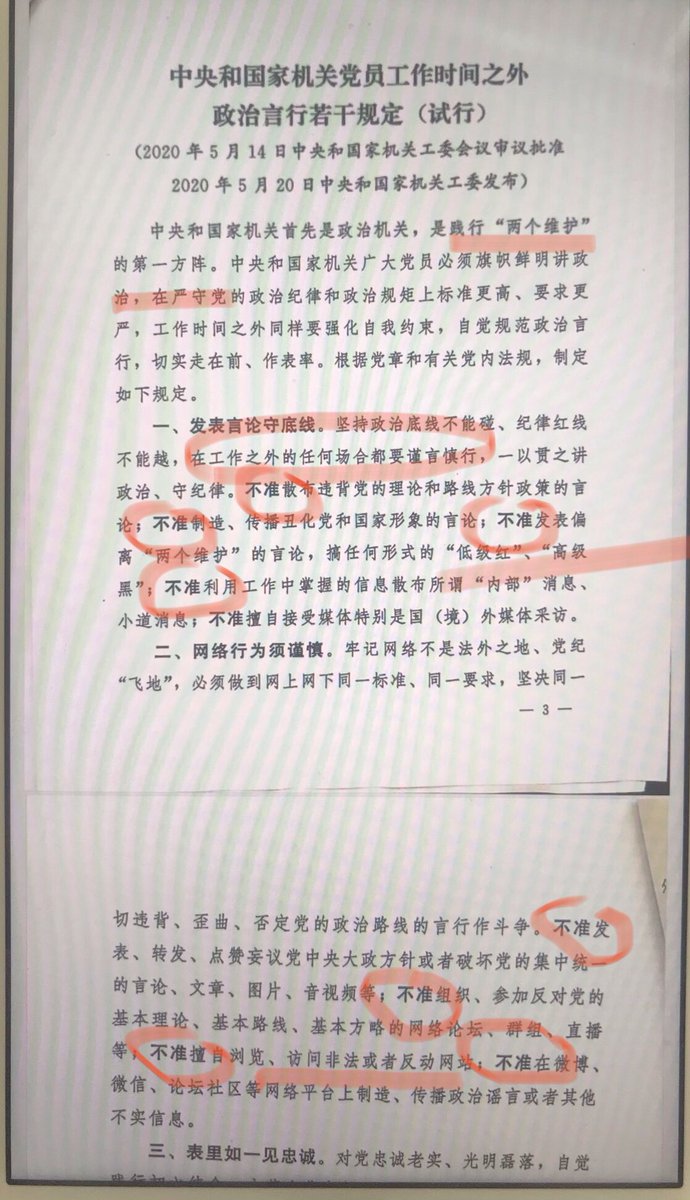 中央和国家机关党员工作时间之外
政治言行若干规定（试行）
（2020 年 5 月 14 日中央和国家机关工委会议审议批准
2020 年 5 月 20 日中央和国家机关工委发布）
中央和国家机关首先是政治机关，是践行“两个维护”
的第一方阵。中央和国家机关广大党员必须旗帜鲜明讲政
治，在严守党的政治纪律和政治规矩上标准更高、要求更
严，工作时间之外同样要强化自我约束，自觉规范政治言
行，切实走在前、作表率。根据党章和有关党内法规，制定
如下规定。
一、发表言论守底线。坚持政治底线不能碰、纪律红线
不能越，在工作之外的任何场合都要谨言慎行，一以贯之讲
政治、守纪律。不准散布违背党的理论和路线方针政策的言
论；不准制造、传播丑化党和国家形象的言论；不准发表偏
离“两个维护”的言论，搞任何形式的“低级红”、“高级
黑”；不准利用工作中掌握的信息散布所谓“内部”消息、
小道消息；不准擅自接受媒体特别是国（境）外媒体采访。
二、网络行为须谨慎。牢记网络不是法外之地、党纪
“飞地”，必须做到网上网下同一标准、同一要求，坚决同一
— 3 —
切违背、歪曲、否定党的政治路线的言行作斗争。不准发
表、转发、点赞妄议党中央大政方针或者破坏党的集中统一
的言论、文章、图片、音视频等；不准组织、参加反对党的
基本理论、基本路线、基本方略的网络论坛、群组、直播
等；不准擅自浏览、访问非法或者反动网站；不准在微博、
微信、论坛社区等网络平台上制造、传播政治谣言或者其他
不实信息。
三、表里如一见忠诚。对党忠诚老实、光明磊落，自觉